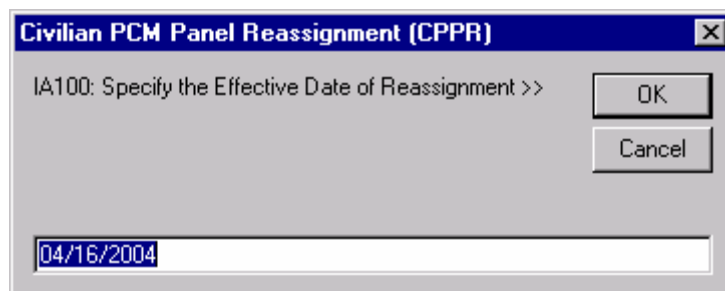 Civilian PCM Panel Reassignment (CPPR)
IA100: Specify the Effective Date of Reassignment >>
OK
Cancel
04/16/2004